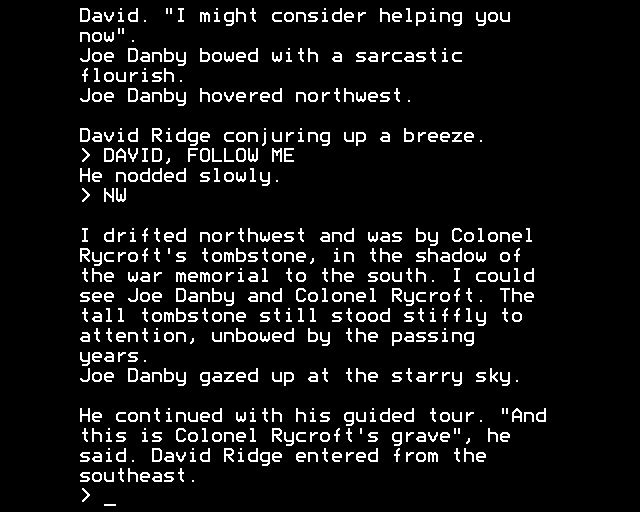 David. "I might consider helping you
now".
Joe Danby bowed with a sarcastic
flourish.
Joe Danby hovered northwest.

David Ridge conjuring up a breeze.
> DAVID, FOLLOW ME
He nodded slowly.
> NW

I drifted northwest and was by Colonel
Rycroft's tombstone, in the shadow of
the war memorial to the south. I could
see Joe Danby and Colonel Rycroft. The
tall tombstone still stood stiffly to
attention, unbowed by the passing
years.
Joe Danby gazed up at the starry sky.

He continued with his guided tour. "And
this is Colonel Rycroft's grave", he
said. David Ridge entered from the
southeast.
> _